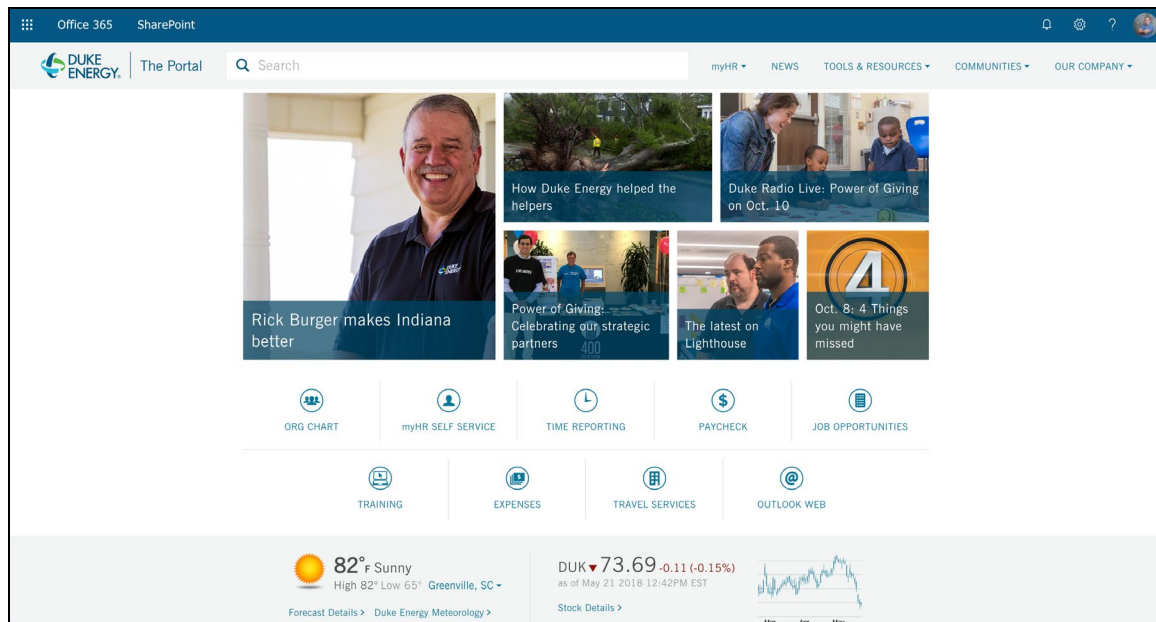 Office 365 SharePoint ?
DUKE ENERGY® The Portal Search myHR NEWS TOOLS & RESOURCES COMMUNITIES OUR COMPANY
DUKE
ENERGY
Rick Burger makes Indiana
better
How Duke Energy helped the
helpers
Duke Radio Live: Power of Giving
on Oct. 10
Power of Giving:
Celebrating our strategic
partners
400
The latest on
Lighthouse
4
Oct. 8: 4 Things
you might have
missed
ORG CHART myHR SELF SERVICE TIME REPORTING PAYCHECK JOB OPPORTUNITIES
TRAINING EXPENSES TRAVEL SERVICES OUTLOOK WEB
82°F Sunny
High 82° Low 65° Greenville, SC
Forecast Details > Duke Energy Meteorology >
DUK ▼ 73.69 -0.11 (-0.15%)
as of May 21 2018 12:42PM EST
Stock Details >